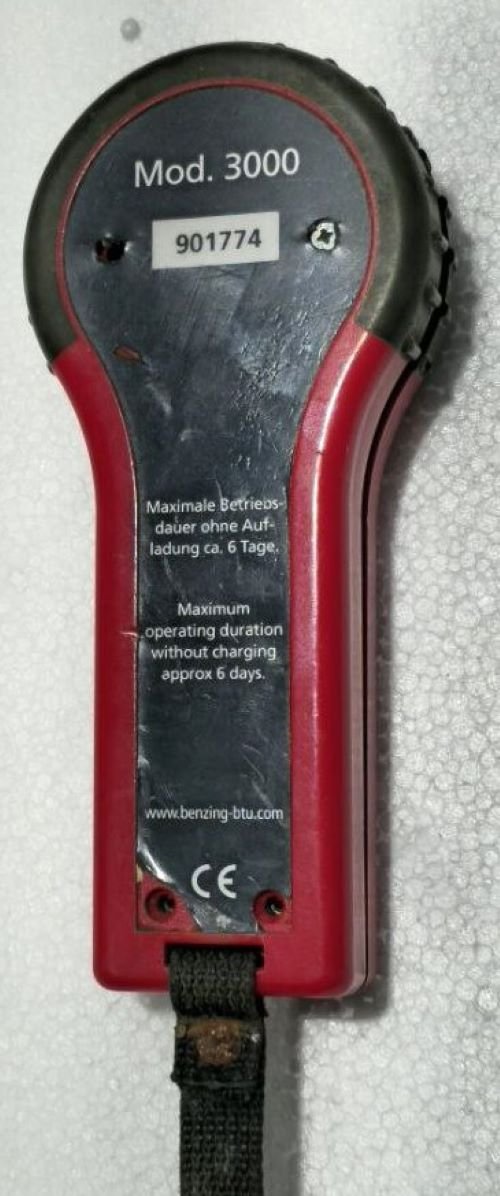 Mod. 3000
901774
Maximale Betriebs-
dauer ohne Auf-
ladung ca. 6 Tage.
Maximum
operating duration
without charging
approx 6 days.
www.benzing-btu.com
CE